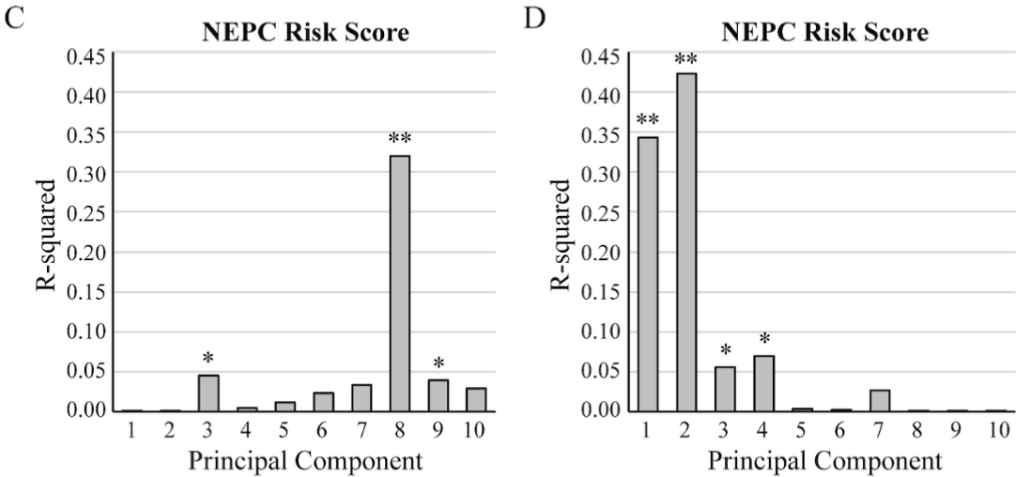 C
NEPC Risk Score
0.45
0.40
0.35
0.30
0.25
0.20
0.15
0.10
0.05
0.00
R-squared
*
**
*
1 2 3 4 5 6 7 8 9 10
Principal Component
D
NEPC Risk Score
0.45
0.40
0.35
0.30
0.25
0.20
0.15
0.10
0.05
0.00
R-squared
**
**
*
*
1 2 3 4 5 6 7 8 9 10
Principal Component